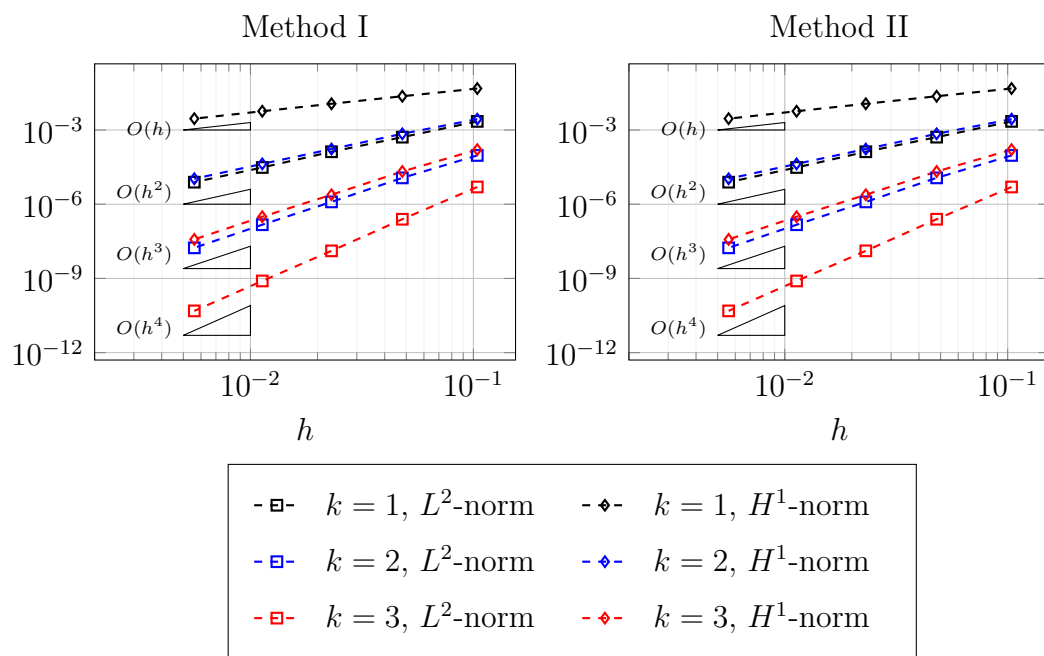 Method I
Method II
10^{-3}
10^{-6}
10^{-9}
10^{-12}
O(h)
O(h^2)
O(h^3)
O(h^4)
10^{-2}
10^{-1}
h
10^{-3}
10^{-6}
10^{-9}
10^{-12}
O(h)
O(h^2)
O(h^3)
O(h^4)
10^{-2}
10^{-1}
h
k = 1, L^2-norm
k = 1, H^1-norm
k = 2, L^2-norm
k = 2, H^1-norm
k = 3, L^2-norm
k = 3, H^1-norm